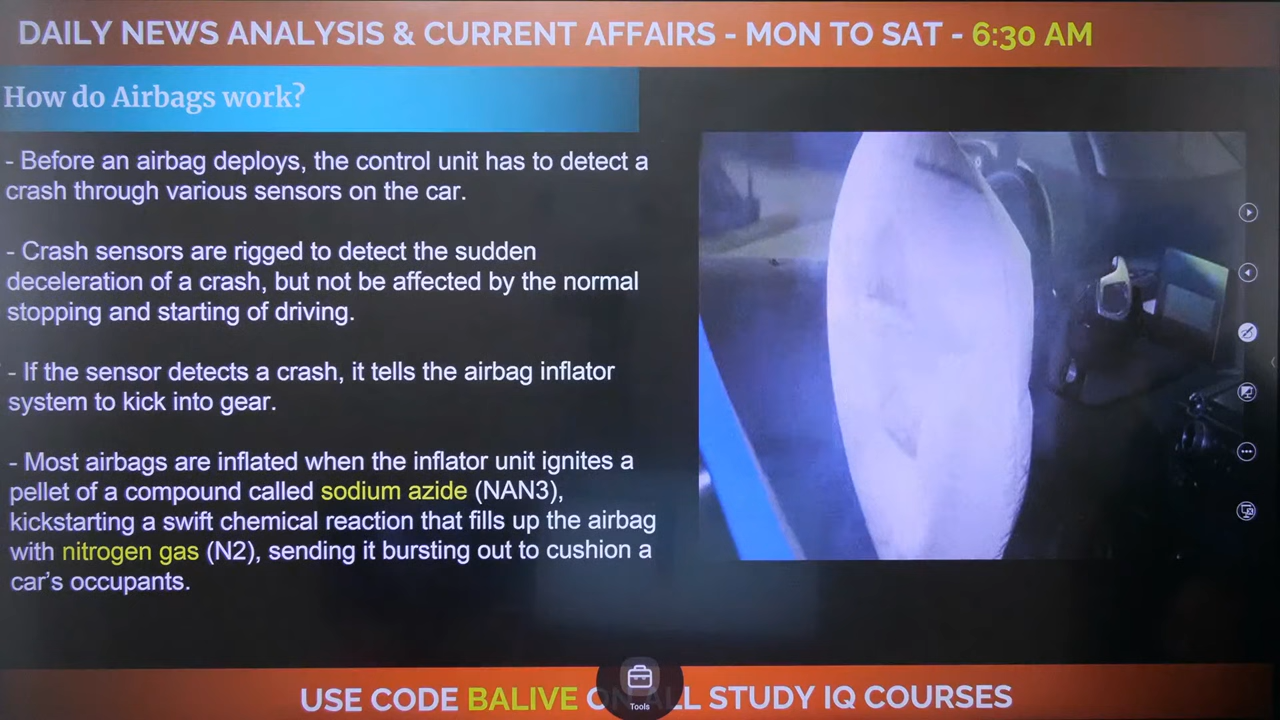 DAILY NEWS ANALYSIS & CURRENT AFFAIRS - MON TO SAT - 6:30 AM
How do Airbags work?
- Before an airbag deploys, the control unit has to detect a
crash through various sensors on the car.
- Crash sensors are rigged to detect the sudden
deceleration of a crash, but not be affected by the normal
stopping and starting of driving.
- If the sensor detects a crash, it tells the airbag inflator
system to kick into gear.
- Most airbags are inflated when the inflator unit ignites a
pellet of a compound called sodium azide (NAN3),
kickstarting a swift chemical reaction that fills up the airbag
with nitrogen gas (N2), sending it bursting out to cushion a
car's occupants.
USE CODE BALIVE ON ALL STUDY IQ COURSES
Tools